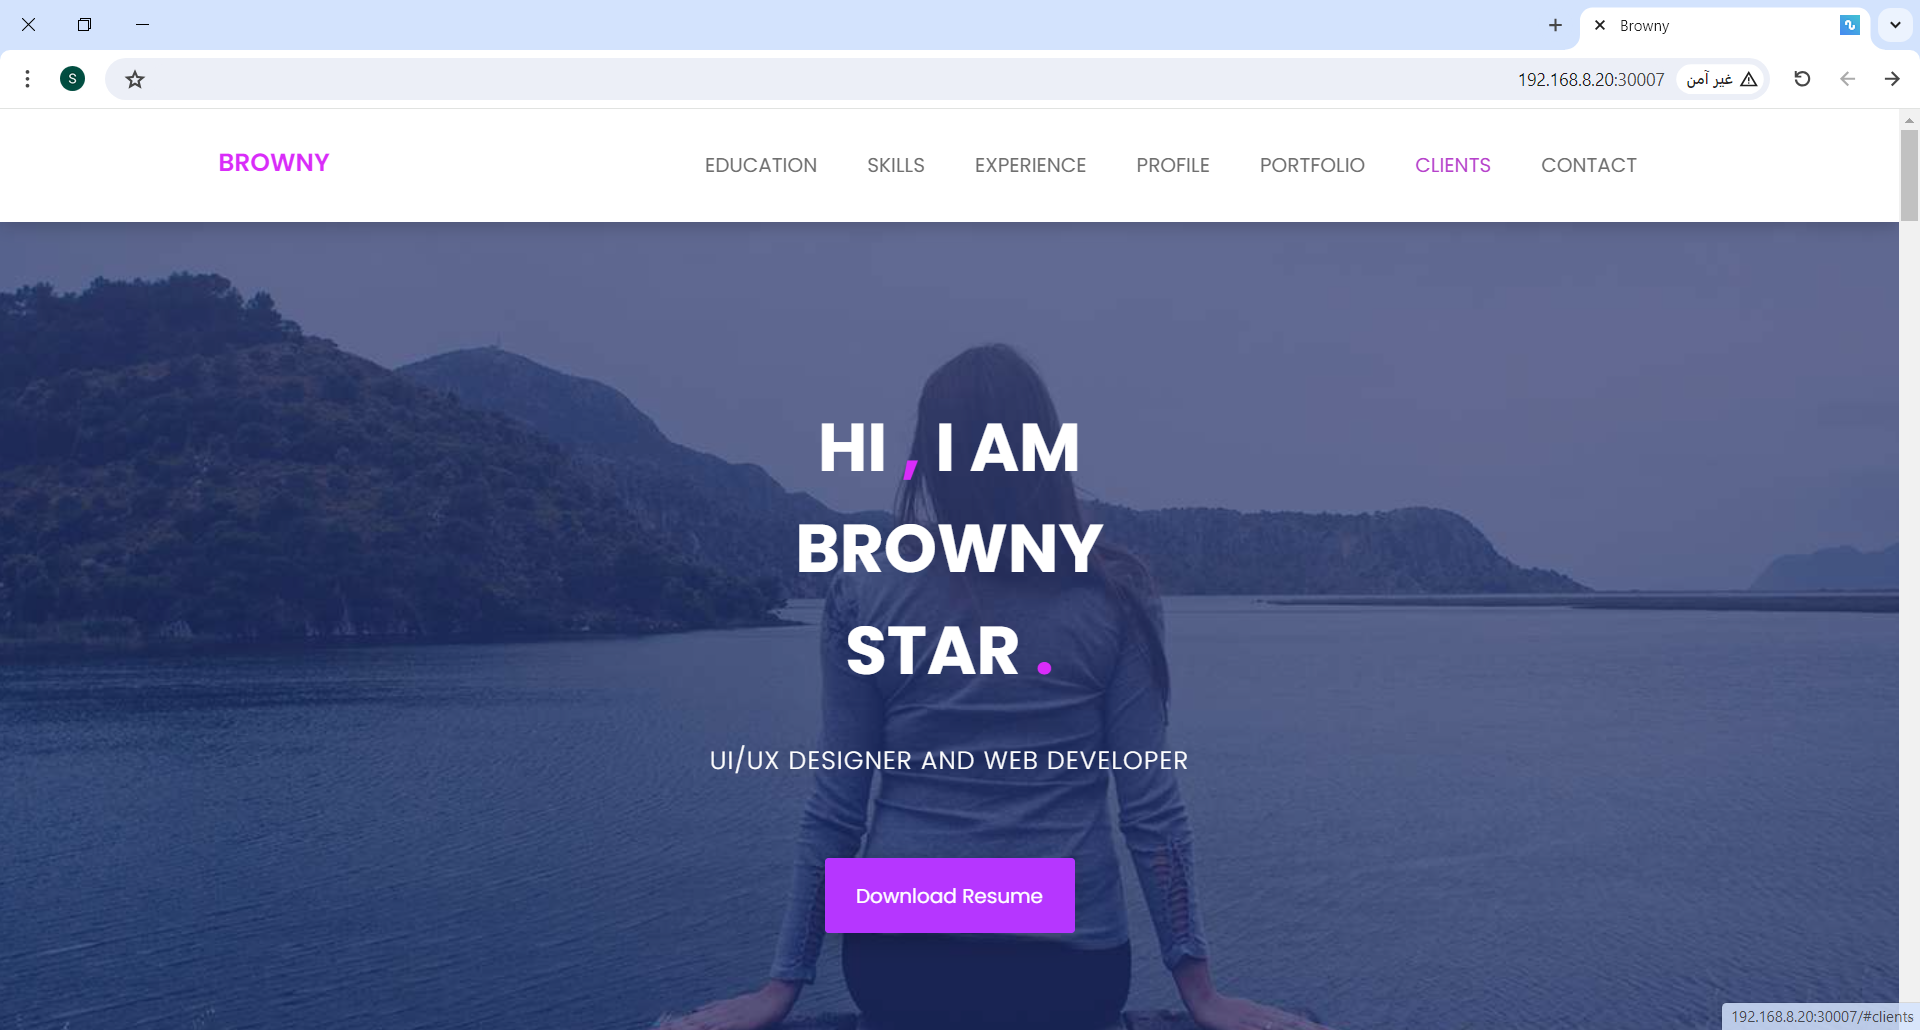 Browny
S
192.168.8.20:30007
غير آمن
BROWNY
EDUCATION
SKILLS
EXPERIENCE
PROFILE
PORTFOLIO
CLIENTS
CONTACT
HI , I AM
BROWNY
STAR .
UI/UX DESIGNER AND WEB DEVELOPER
Download Resume
192.168.8.20:30007/#clients